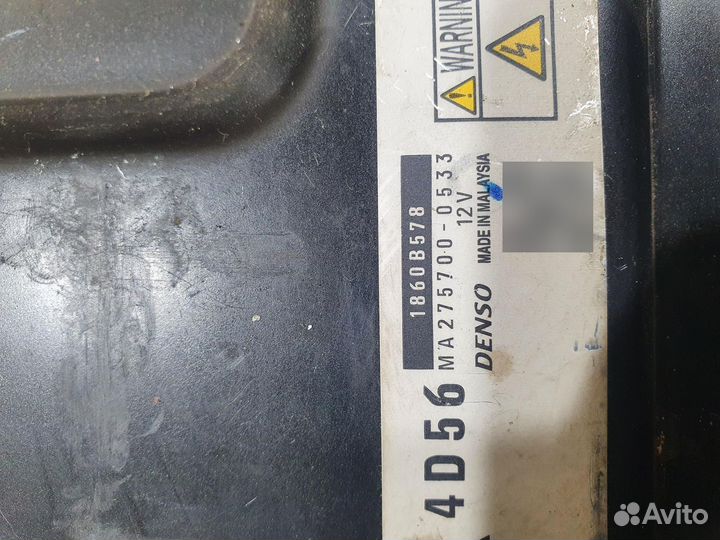 4D56
1860B578
MA275700-0533
12V
DENSO MADE IN MALAYSIA
WARNING
Avito